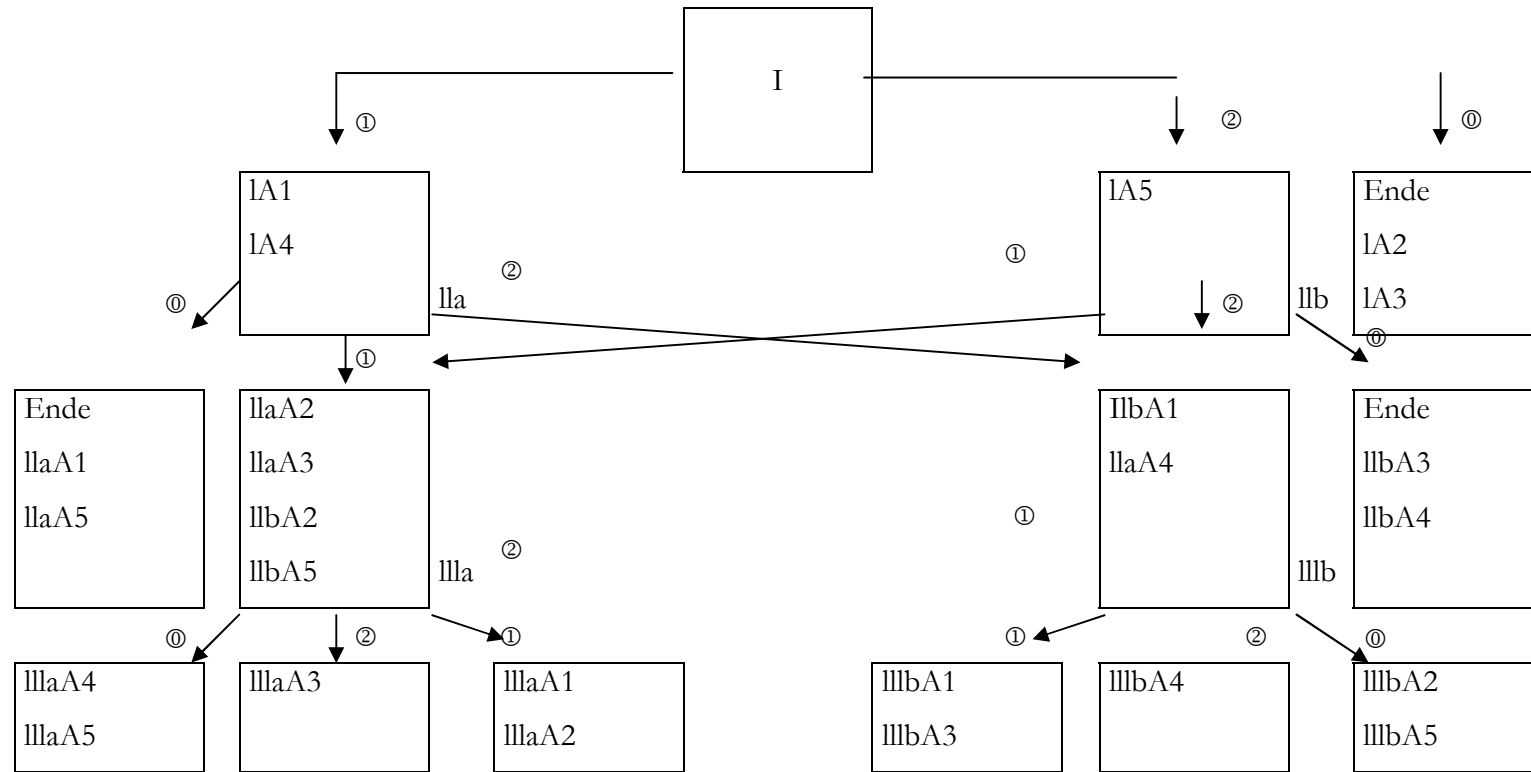 I
① ② ⓪
lA1 lA5 Ende
lA4 lA2
① 
② 
⓪ lla ② llb lA3
⓪
①
Ende llaA2 IlbA1 Ende
llaA1 llaA3 llaA4 llbA3
llaA5 llbA2 ① llbA4
②
llbA5 llla lllb
⓪ ② ① ① ② ⓪
lllaA4 lllaA3 lllaA1 lllbA1 lllbA4 lllbA2
lllaA5 lllaA2 lllbA3 lllbA5